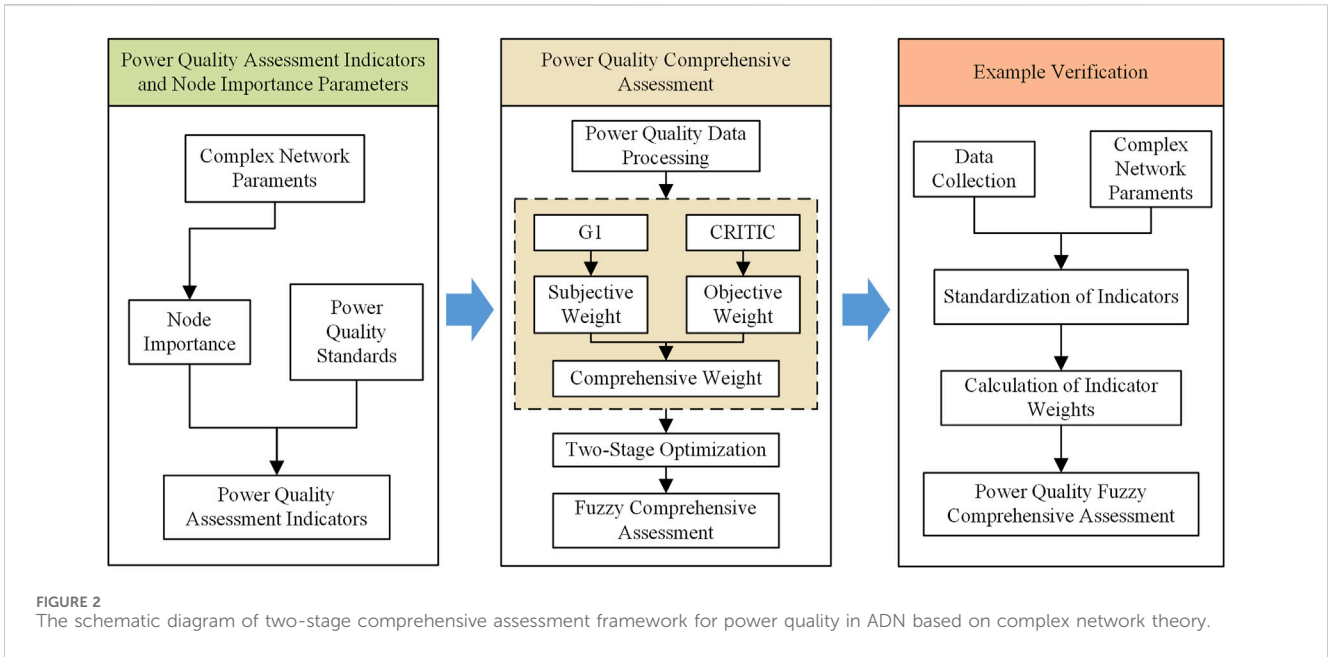 Power Quality Assessment Indicators
and Node Importance Parameters
Complex Network
Paraments
Node
Importance
Power
Quality
Standards
Power Quality
Assessment Indicators
Power Quality Comprehensive
Assessment
Power Quality Data
Processing
G1
CRITIC
Subjective
Weight
Objective
Weight
Comprehensive Weight
Two-Stage Optimization
Fuzzy Comprehensive
Assessment
Example Verification
Data
Collection
Complex
Network
Paraments
Standardization of Indicators
Calculation of Indicator
Weights
Power Quality Fuzzy
Comprehensive Assessment
FIGURE 2
The schematic diagram of two-stage comprehensive assessment framework for power quality in ADN based on complex network theory.